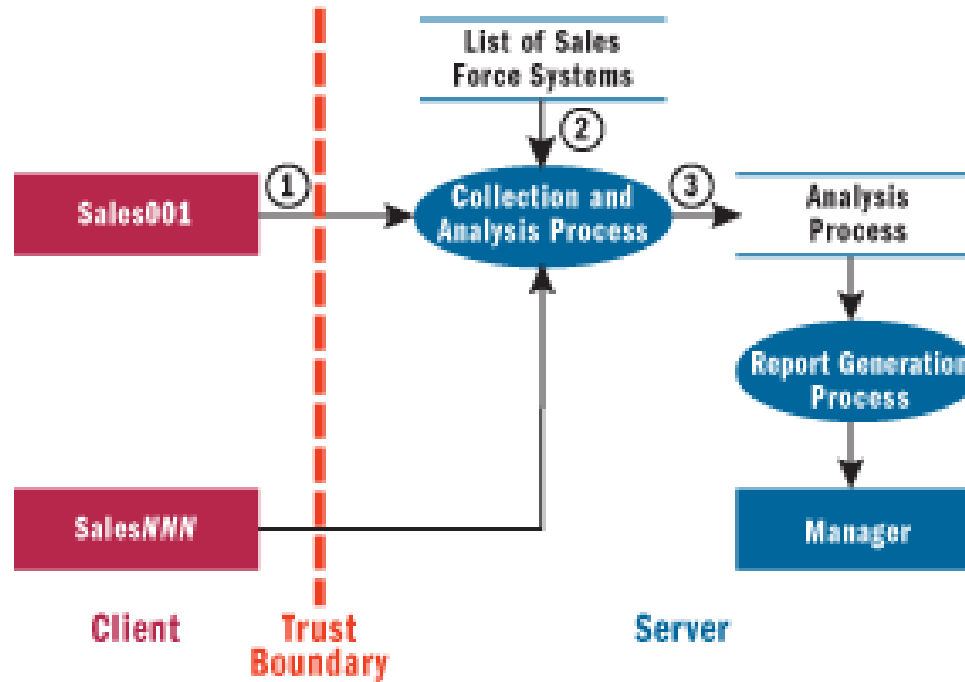 List of Sales
Force Systems
2
1
3
Sales001
Collection and
Analysis Process
Analysis
Process
Report Generation
Process
SalesNNN
Manager
Client
Trust
Boundary
Server